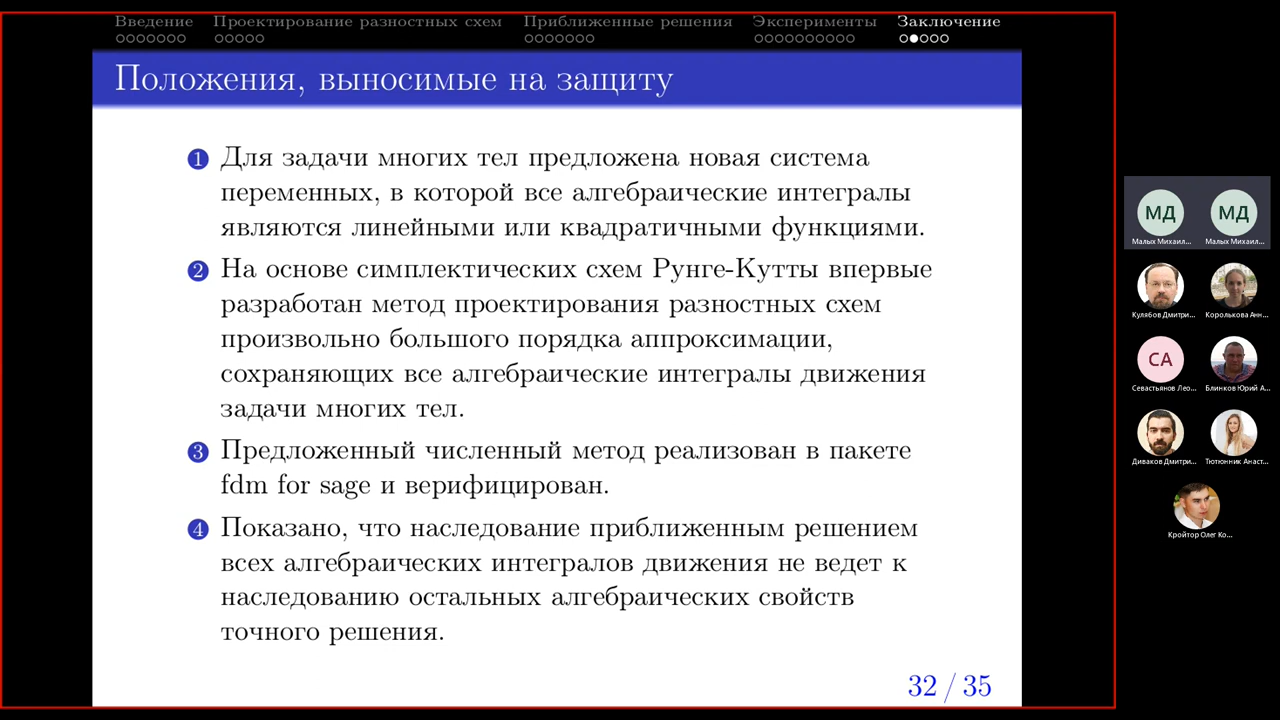 Введение Проектирование разностных схем Приближенные решения Эксперименты Заключение
Положения, выносимые на защиту
1 Для задачи многих тел предложена новая система
переменных, в которой все алгебраические интегралы
являются линейными или квадратичными функциями.
2 На основе симплектических схем Рунге-Кутты впервые
разработан метод проектирования разностных схем
произвольно большого порядка аппроксимации,
сохраняющих все алгебраические интегралы движения
задачи многих тел.
3 Предложенный численный метод реализован в пакете
fdm for sage и верифицирован.
4 Показано, что наследование приближенным решением
всех алгебраических интегралов движения не ведет к
наследованию остальных алгебраических свойств
точного решения.
32 / 35
МД МД
Малых Михаил... Малых Михаил...
Кулябов Дмитри... Королькова Анн...
СА
Севастьянов Лео... Блинков Юрий А...
Диваков Дмитри... Тютюнник Анаст...
Кройтор Олег Ко...